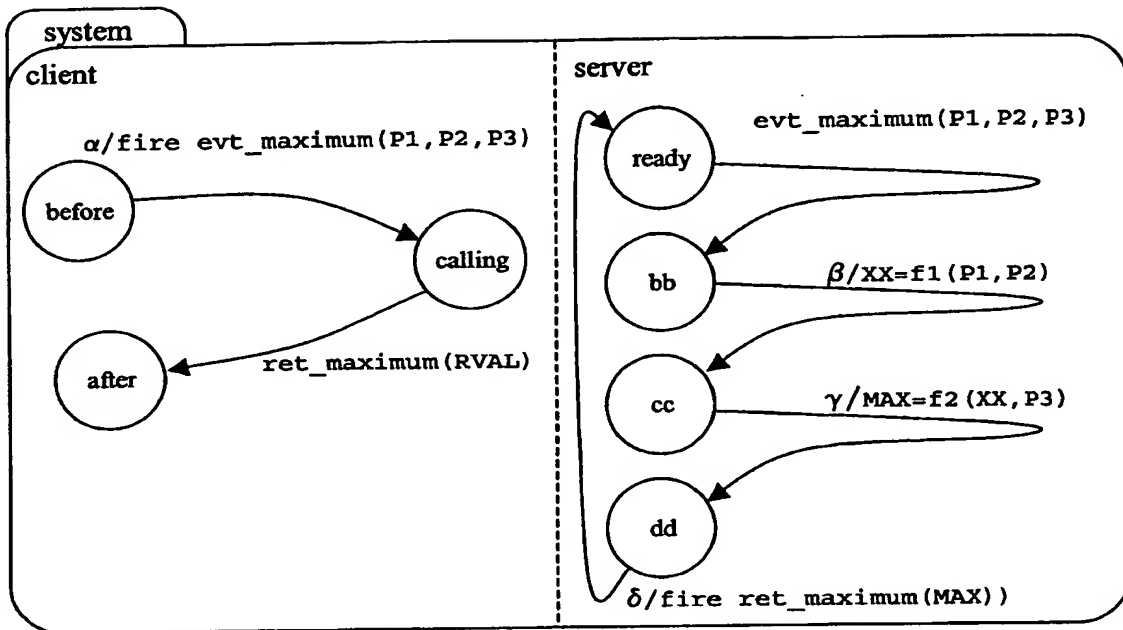 system
client
α/fire evt_maximum(P1,P2,P3)
before
calling
ret_maximum(RVAL)
after
server
evt_maximum(P1,P2,P3)
ready
bb
β/XX=f1(P1,P2)
cc
γ/MAX=f2(XX,P3)
dd
δ/fire ret_maximum(MAX))